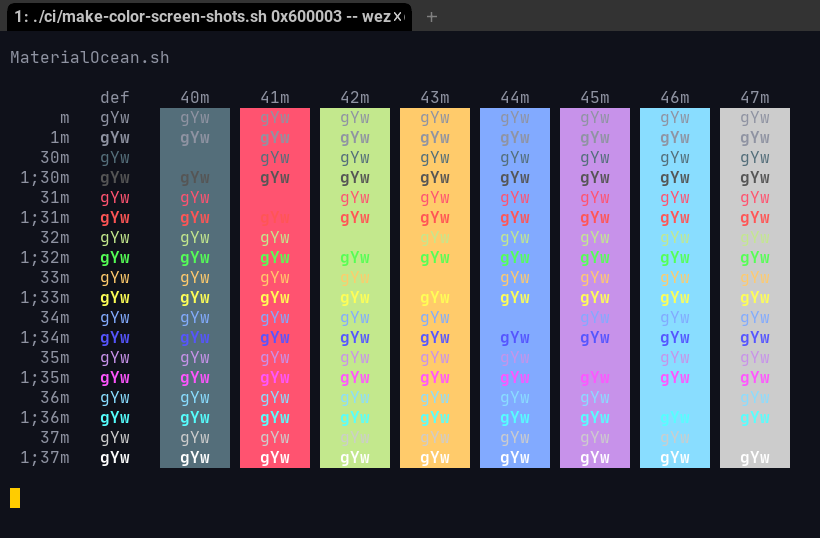 1: ./ci/make-color-screen-shots.sh 0x600003 -- wez× +
MaterialOcean.sh
def 40m 41m 42m 43m 44m 45m 46m 47m
m gYw gYw gYw gYw gYw gYw gYw gYw gYw
1m gYw gYw gYw gYw gYw gYw gYw gYw gYw
30m gYw gYw gYw gYw gYw gYw gYw gYw
1;30m gYw gYw gYw gYw gYw gYw gYw gYw gYw
31m gYw gYw gYw gYw gYw gYw gYw gYw
1;31m gYw gYw gYw gYw gYw gYw gYw gYw gYw
32m gYw gYw gYw gYw gYw gYw gYw gYw
1;32m gYw gYw gYw gYw gYw gYw gYw gYw gYw
33m gYw gYw gYw gYw gYw gYw gYw gYw
1;33m gYw gYw gYw gYw gYw gYw gYw gYw gYw
34m gYw gYw gYw gYw gYw gYw gYw gYw
1;34m gYw gYw gYw gYw gYw gYw gYw gYw gYw
35m gYw gYw gYw gYw gYw gYw gYw gYw
1;35m gYw gYw gYw gYw gYw gYw gYw gYw gYw
36m gYw gYw gYw gYw gYw gYw gYw gYw
1;36m gYw gYw gYw gYw gYw gYw gYw gYw gYw
37m gYw gYw gYw gYw gYw gYw gYw gYw
1;37m gYw gYw gYw gYw gYw gYw gYw gYw gYw